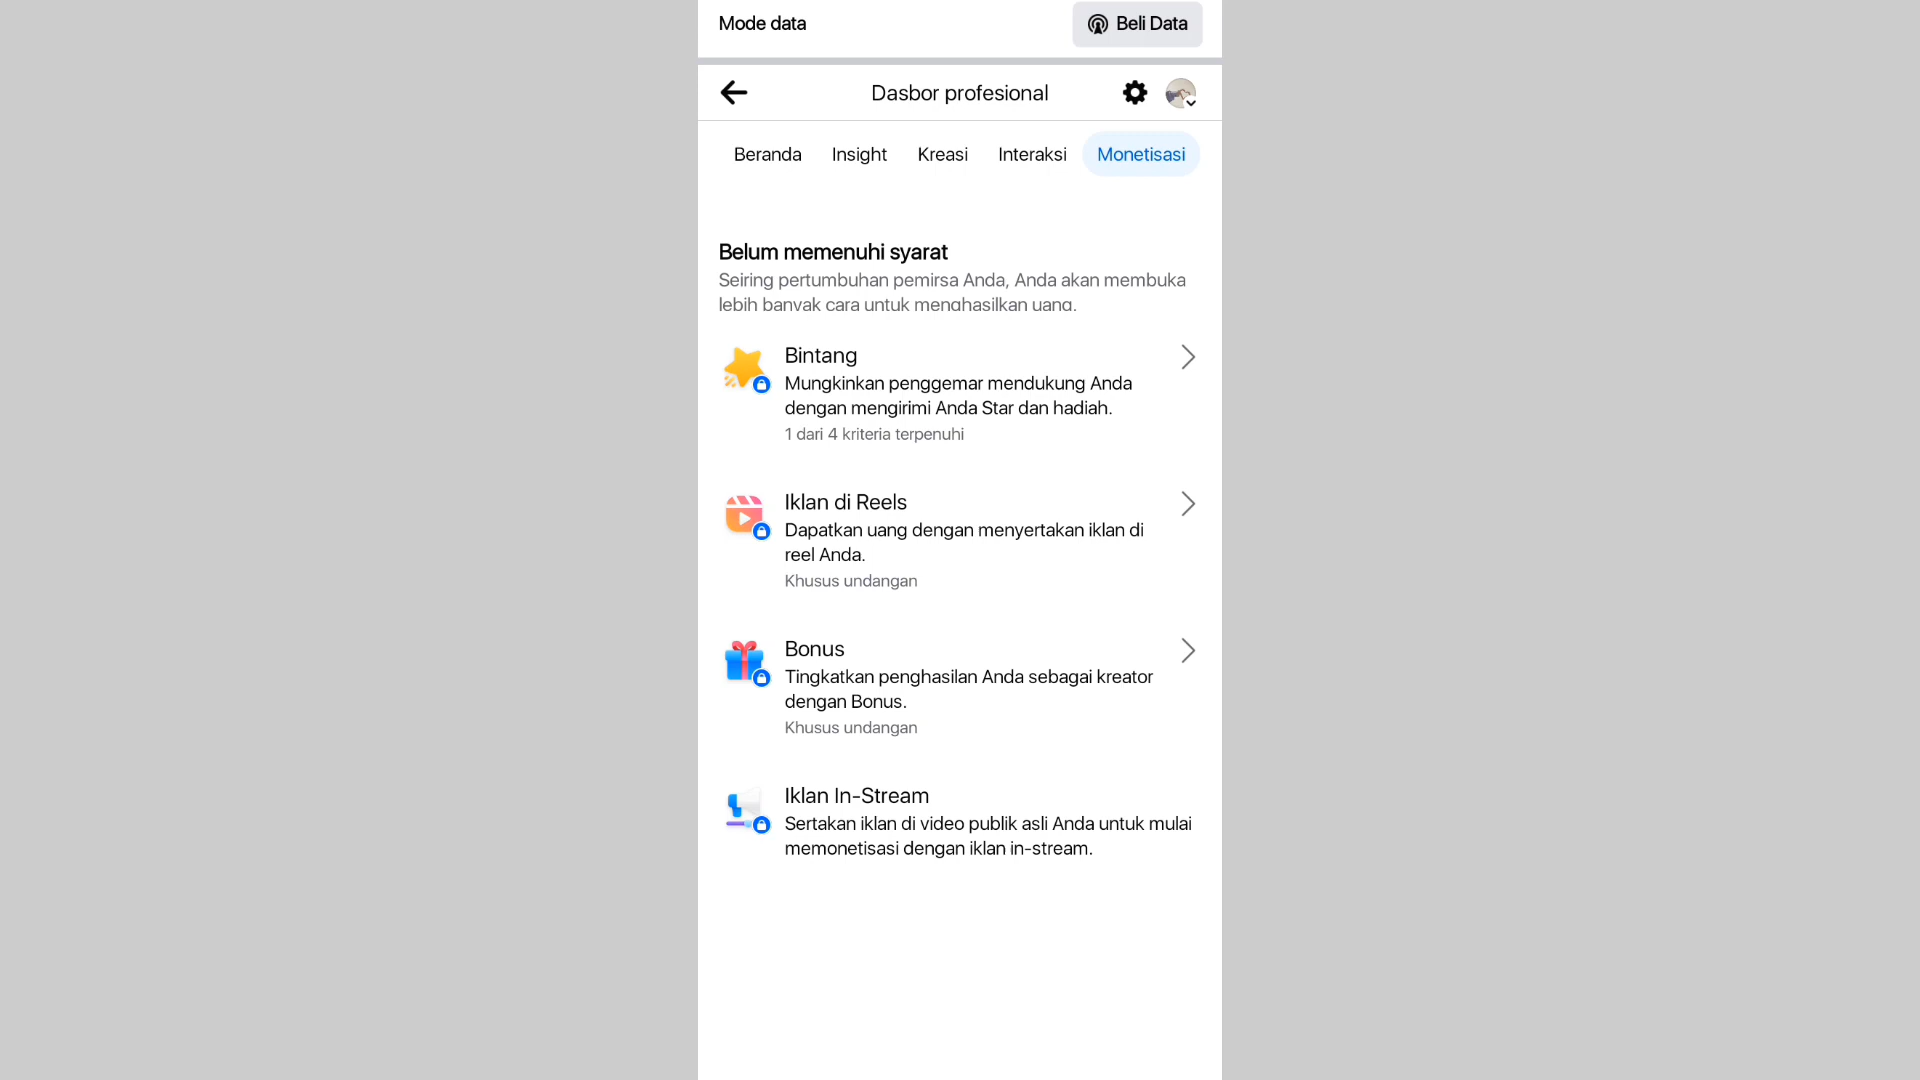 Mode data
Beli Data
Dasbor profesional
Beranda
Insight
Kreasi
Interaksi
Monetisasi
Belum memenuhi syarat
Seiring pertumbuhan pemirsa Anda, Anda akan membuka
lebih banyak cara untuk menghasilkan uang.
Bintang
Mungkinkan penggemar mendukung Anda
dengan mengirimi Anda Star dan hadiah.
1 dari 4 kriteria terpenuhi
Iklan di Reels
Dapatkan uang dengan menyertakan iklan di
reel Anda.
Khusus undangan
Bonus
Tingkatkan penghasilan Anda sebagai kreator
dengan Bonus.
Khusus undangan
Iklan In-Stream
Sertakan iklan di video publik asli Anda untuk mulai
memonetisasi dengan iklan in-stream.